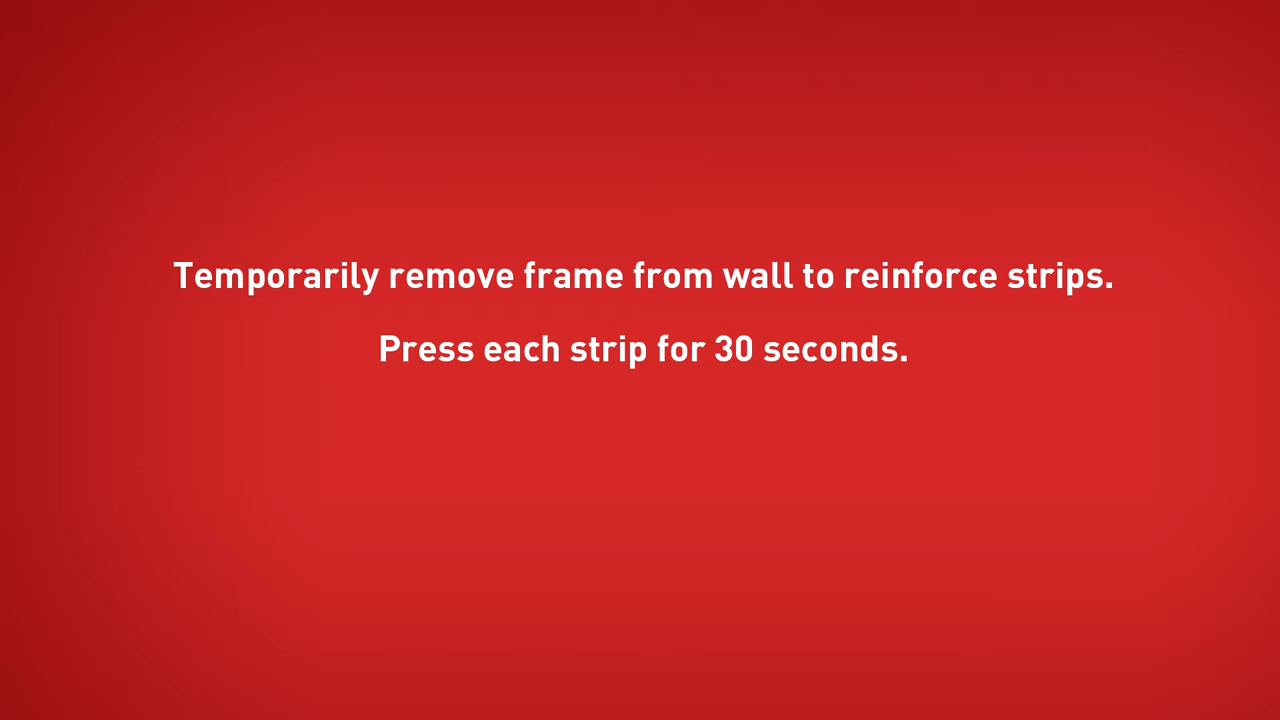 Temporarily remove frame from wall to reinforce strips.
Press each strip for 30 seconds.